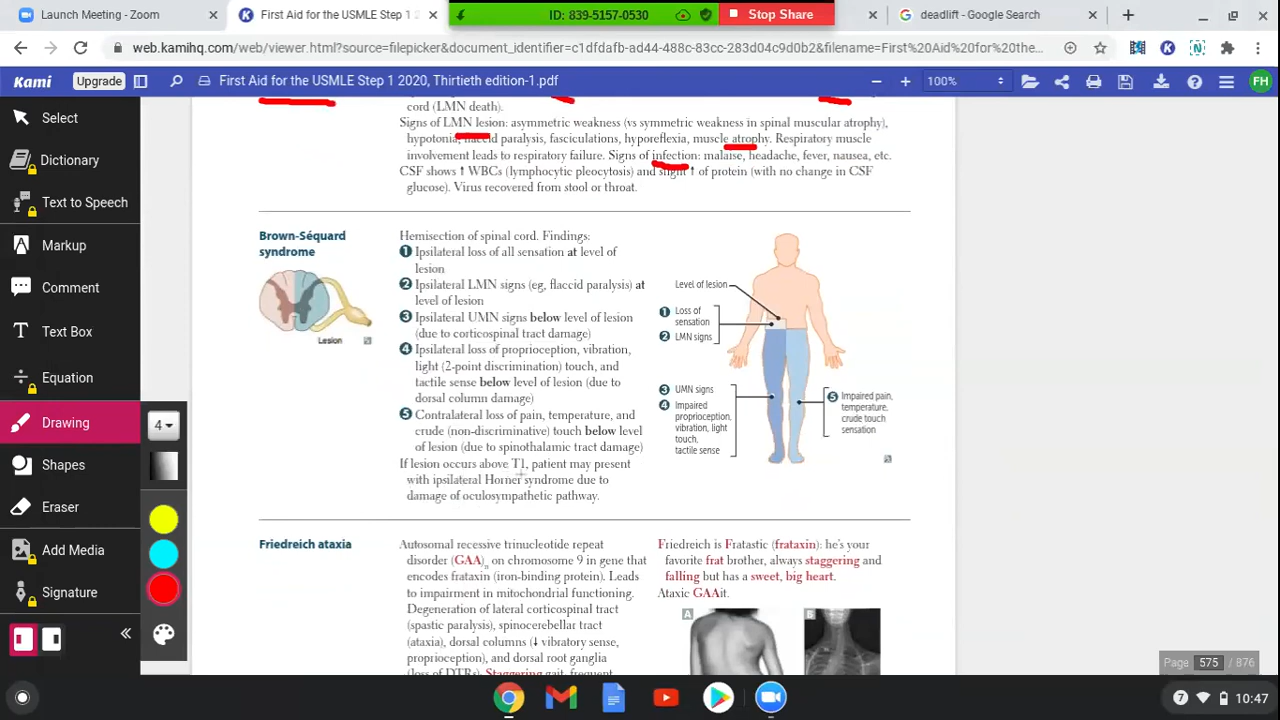 Launch Meeting - Zoom
First Aid for the USMLE Step 1 2
ID: 839-5157-0530
Stop Share
deadlift - Google Search
web.kamihq.com/web/viewer.html?source=filepicker&document_identifier=c1dfdafb-ad44-488c-83cc-283d04c9d0b2&filename=First%20Aid%20for%20the...
Kami
Upgrade
First Aid for the USMLE Step 1 2020, Thirtieth edition-1.pdf
100%
FH
Select
Dictionary
Text to Speech
Markup
Comment
Text Box
Equation
Drawing
4
Shapes
Eraser
Add Media
Signature
cord (LMN death).
Signs of LMN lesion: asymmetric weakness (vs symmetric weakness in spinal muscular atrophy),
hypotonia, flaccid paralysis, fasciculations, hyporeflexia, muscle atrophy. Respiratory muscle
involvement leads to respiratory failure. Signs of infection: malaise, headache, fever, nausea, etc.
CSF shows ↑ WBCs (lymphocytic pleocytosis) and slight ↑ of protein (with no change in CSF
glucose). Virus recovered from stool or throat.
Brown-Séquard
syndrome
Lesion
Hemisection of spinal cord. Findings:
1 Ipsilateral loss of all sensation at level of
lesion
2 Ipsilateral LMN signs (eg, flaccid paralysis) at
level of lesion
3 Ipsilateral UMN signs below level of lesion
(due to corticospinal tract damage)
4 Ipsilateral loss of proprioception, vibration,
light (2-point discrimination) touch, and
tactile sense below level of lesion (due to
dorsal column damage)
5 Contralateral loss of pain, temperature, and
crude (non-discriminative) touch below level
of lesion (due to spinothalamic tract damage)
If lesion occurs above T1, patient may present
with ipsilateral Horner syndrome due to
damage of oculosympathetic pathway.
Level of lesion
1 Loss of
sensation
2 LMN signs
3 UMN signs
4 Impaired
proprioception,
vibration, light
touch,
tactile sense
5 Impaired pain,
temperature,
crude touch
sensation
Friedreich ataxia
Autosomal recessive trinucleotide repeat
disorder (GAA)n on chromosome 9 in gene that
encodes frataxin (iron-binding protein). Leads
to impairment in mitochondrial functioning.
Degeneration of lateral corticospinal tract
(spastic paralysis), spinocerebellar tract
(ataxia), dorsal columns (↓ vibratory sense,
proprioception), and dorsal root ganglia
(loss of DTRs). Staggering gait, frequent
Friedreich is Fratastic (frataxin): he's your
favorite frat brother, always staggering and
falling but has a sweet, big heart.
Ataxic GAAit.
A
B
Page 575 / 876
7
10:47